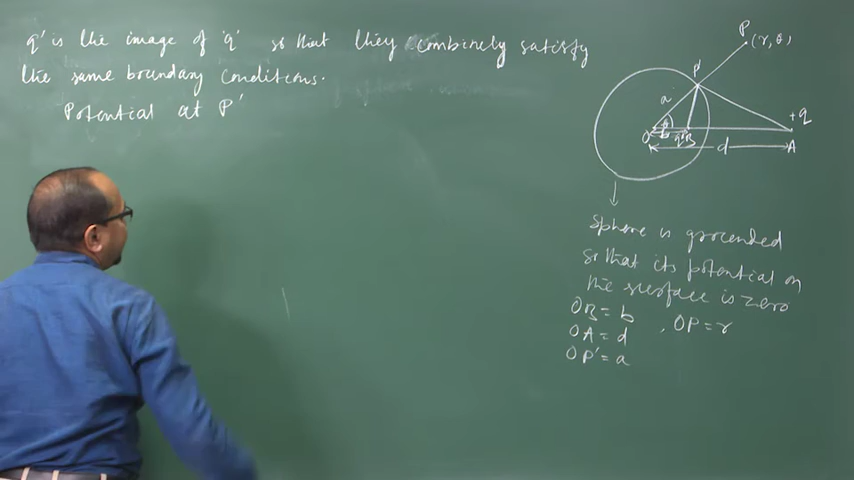 q' is the image of 'q' so that they combinely satisfy
the same boundary conditions.
Potential at P'
P (r, θ)
P'
a
θ
+q
O
b
q'
B
d
A
Sphere is grounded
so that its potential on
the surface is zero
OB = b
OA = d , OP = r
OP' = a